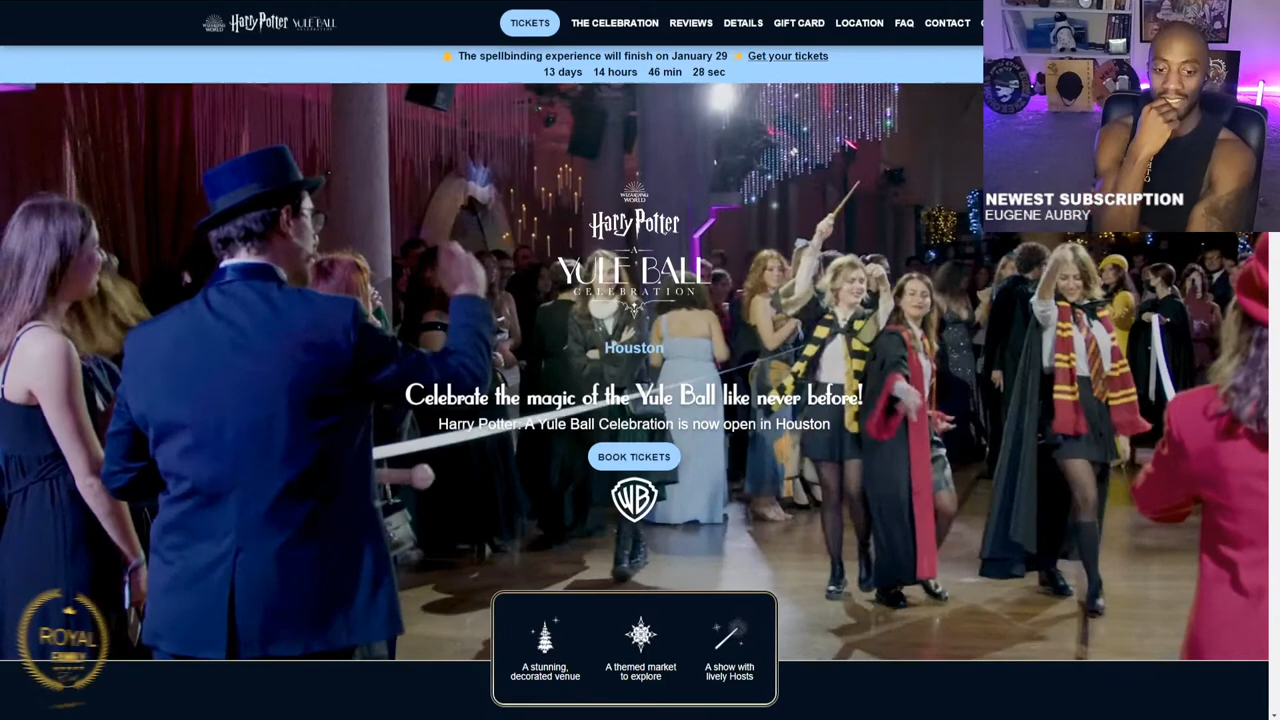 WIZARDING WORLD
Harry Potter
A
YULE BALL
CELEBRATION
TICKETS
THE CELEBRATION
REVIEWS
DETAILS
GIFT CARD
LOCATION
FAQ
CONTACT
The spellbinding experience will finish on January 29 Get your tickets
13 days 14 hours 46 min 28 sec
NEWEST SUBSCRIPTION
EUGENE AUBRY
WIZARDING
WORLD
Harry Potter
A
YULE BALL
CELEBRATION
Houston
Celebrate the magic of the Yule Ball like never before!
Harry Potter: A Yule Ball Celebration is now open in Houston
BOOK TICKETS
WB
ROYAL
FAMILY
A stunning,
decorated venue
A themed market
to explore
A show with
lively Hosts